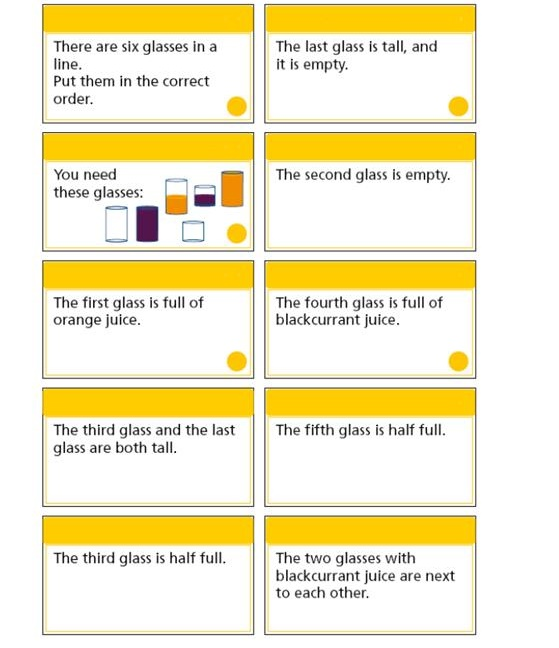 There are six glasses in a
line.
Put them in the correct
order.
The last glass is tall, and
it is empty.
You need
these glasses:
The second glass is empty.
The first glass is full of
orange juice.
The fourth glass is full of
blackcurrant juice.
The third glass and the last
glass are both tall.
The fifth glass is half full.
The third glass is half full.
The two glasses with
blackcurrant juice are next
to each other.